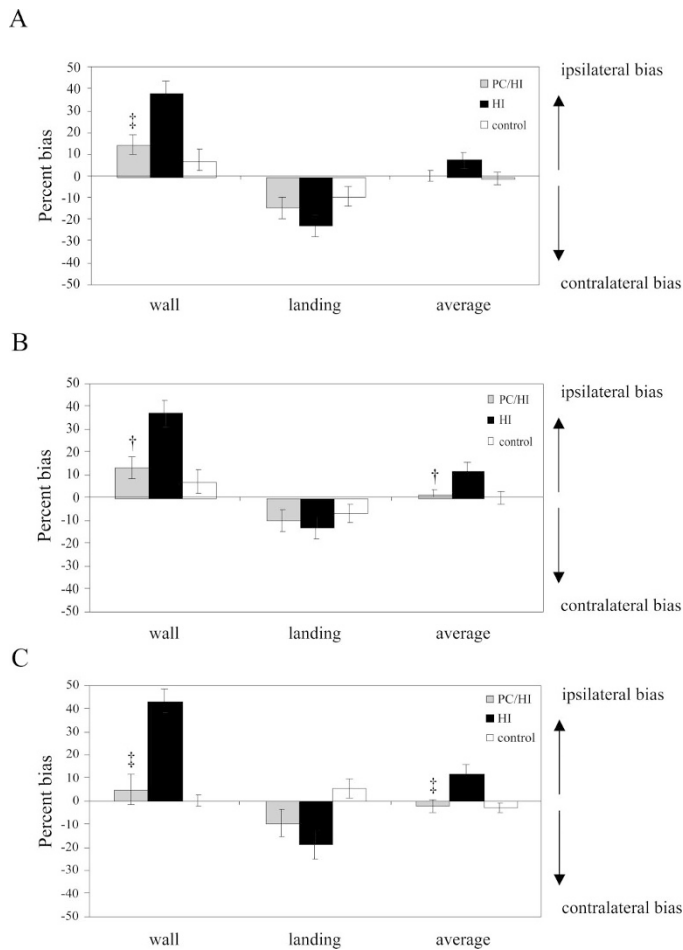 A
50
40
30
20
10
0
-10
-20
-30
-40
-50
Percent bias
‡
PC/HI
HI
control
ipsilateral bias
contralateral bias
wall landing average
B
50
40
30
20
10
0
-10
-20
-30
-40
-50
Percent bias
†
†
PC/HI
HI
control
ipsilateral bias
contralateral bias
wall landing average
C
50
40
30
20
10
0
-10
-20
-30
-40
-50
Percent bias
‡
‡
PC/HI
HI
control
ipsilateral bias
contralateral bias
wall landing average